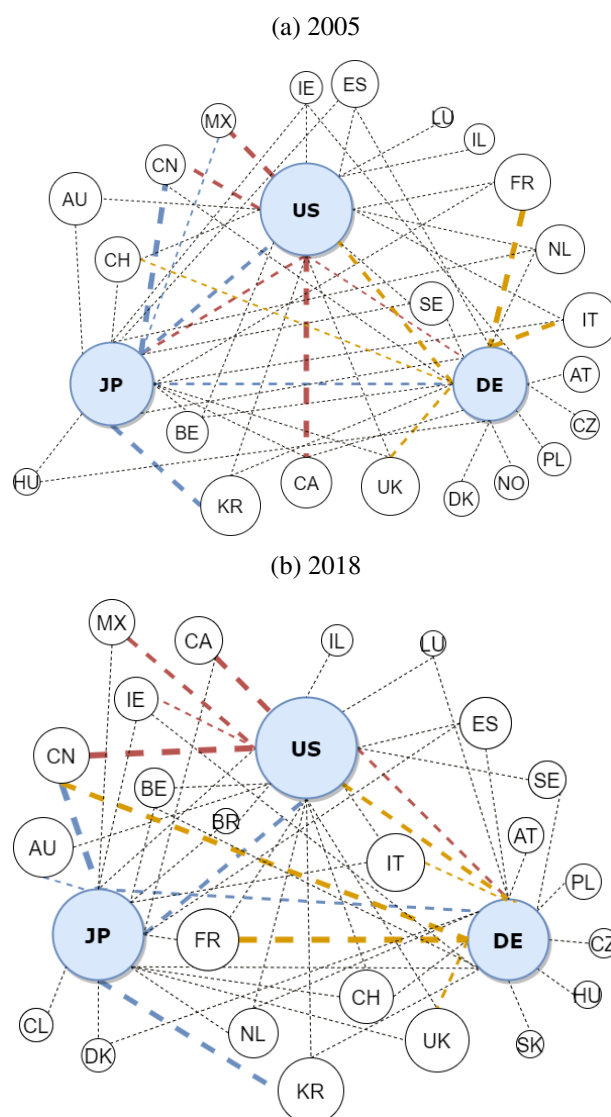 (a) 2005
IE
ES
MX
LU
IL
CN
FR
AU
US
NL
CH
SE
IT
JP
DE
AT
BE
CZ
PL
HU
CA
UK
KR
DK
NO
(b) 2018
MX
CA
IL
LU
IE
ES
US
CN
SE
BE
BR
AT
AU
IT
PL
JP
FR
DE
CZ
CH
HU
CL
NL
UK
SK
DK
KR